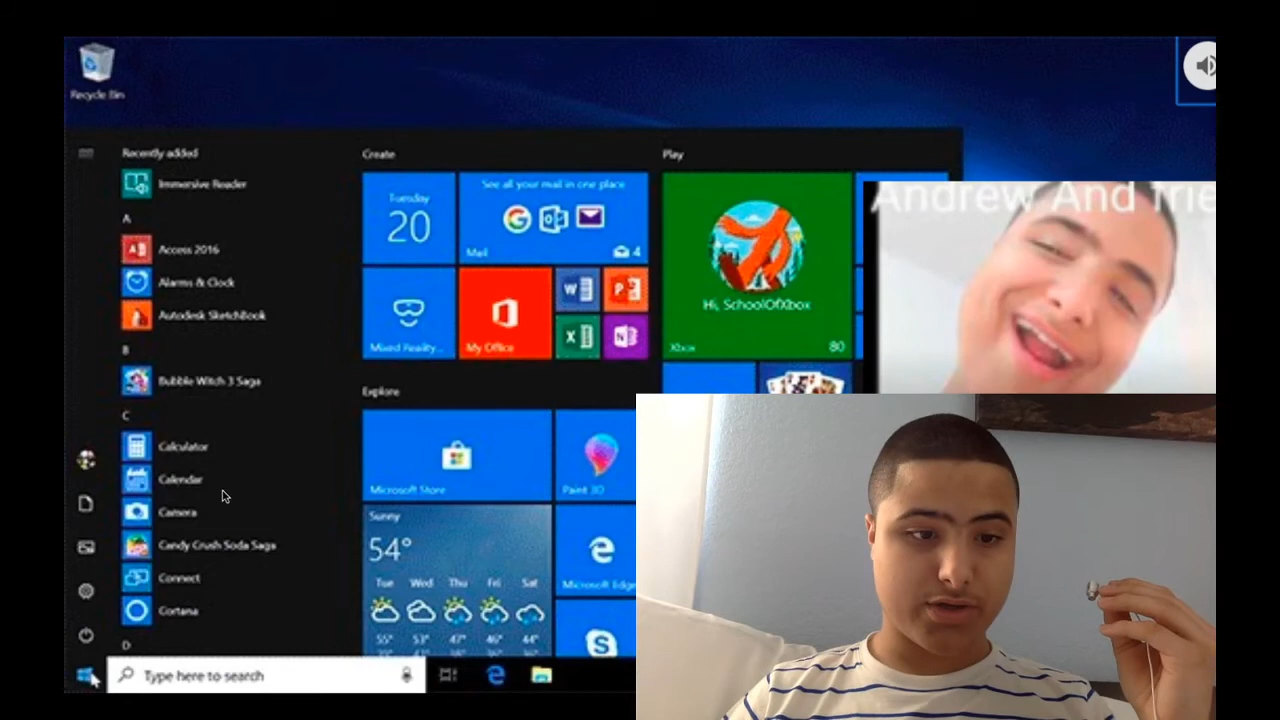 Recycle Bin
Recently added
Immersive Reader
A
Access 2016
Alarms & Clock
Autodesk SketchBook
B
Bubble Witch 3 Saga
C
Calculator
Calendar
Camera
Candy Crush Soda Saga
Connect
Cortana
D
Type here to search
Create
Tuesday
20
See all your mail in one place
Mail
4
Mixed Reality...
My Office
Explore
Microsoft Store
Paint 3D
Sunny
54°
Tue Wed Thu Fri Sat
55° 53° 47° 46° 44°
Microsoft Edge
Play
Hi, SchoolOfXbox
Xbox
80
Andrew And frie